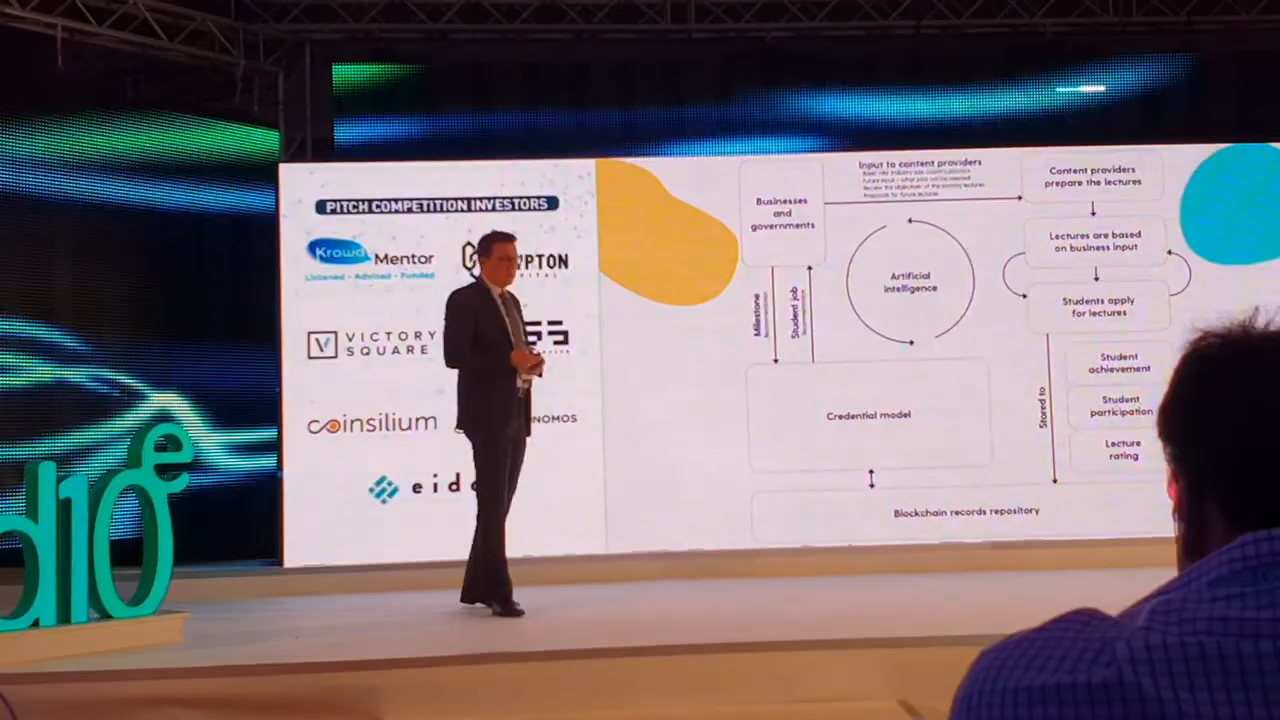 PITCH COMPETITION INVESTORS
Krowd Mentor
Listened - Advised - Funded
VICTORY
SQUARE
coinsilium
NOMOS
eid
d10e
Input to content providers
Businesses
and
governments
Content providers
prepare the lectures
Lectures are based
on business input
Students apply
for lectures
Artificial
intelligence
Milestone
Student job
Credential model
Stored to
Student
achievement
Student
participation
Lecture
rating
Blockchain records repository